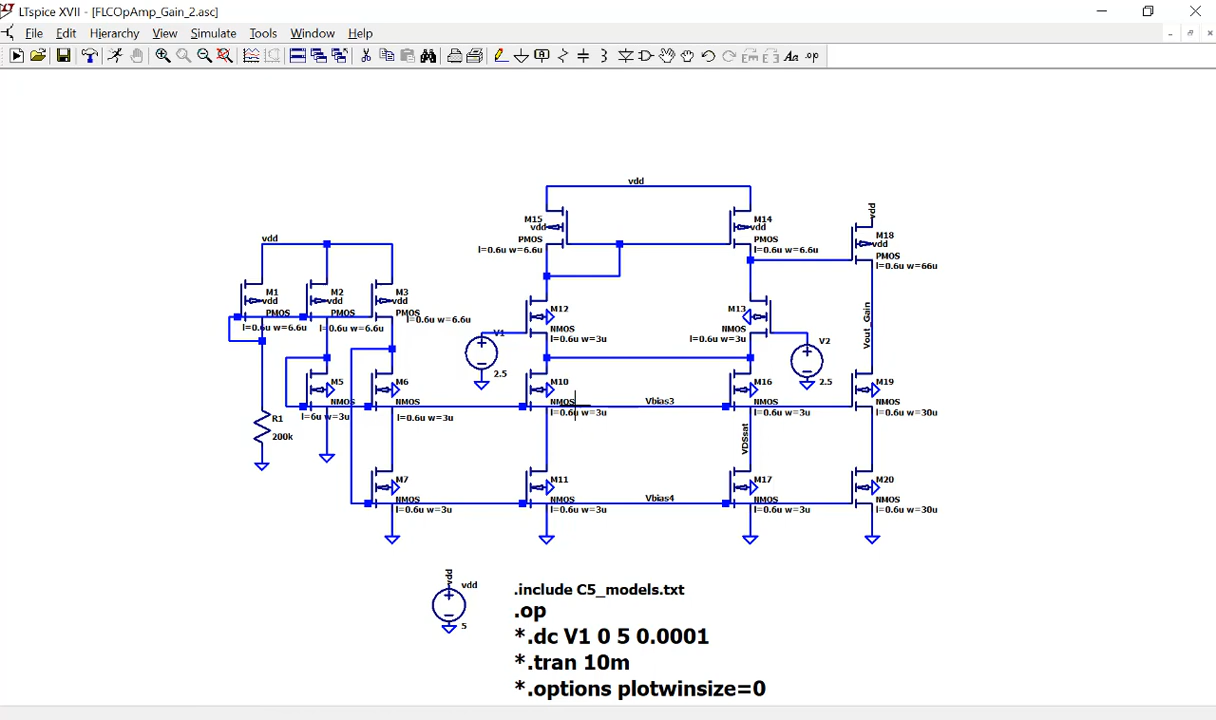 LTspice XVII - [FLCOpAmp_Gain_2.asc]
File Edit Hierarchy View Simulate Tools Window Help
vdd
M15
vdd
PMOS
l=0.6u w=6.6u
M14
vdd
PMOS
l=0.6u w=6.6u
vdd
M18
vdd
PMOS
l=0.6u w=66u
vdd
M1
vdd
PMOS
l=0.6u w=6.6u
M2
vdd
PMOS
l=0.6u w=6.6u
M3
vdd
PMOS
l=0.6u w=6.6u
M12
NMOS
l=0.6u w=3u
M13
NMOS
l=0.6u w=3u
Vout_Gain
V1
2.5
V2
2.5
M5
NMOS
l=6u w=3u
M6
NMOS
l=0.6u w=3u
M10
NMOS
l=0.6u w=3u
Vbias3
M16
NMOS
l=0.6u w=3u
M19
NMOS
l=0.6u w=30u
R1
200k
VDSsat
M7
NMOS
l=0.6u w=3u
M11
NMOS
l=0.6u w=3u
Vbias4
M17
NMOS
l=0.6u w=3u
M20
NMOS
l=0.6u w=30u
vdd
vdd
5
.include C5_models.txt
.op
*.dc V1 0 5 0.0001
*.tran 10m
*.options plotwinsize=0